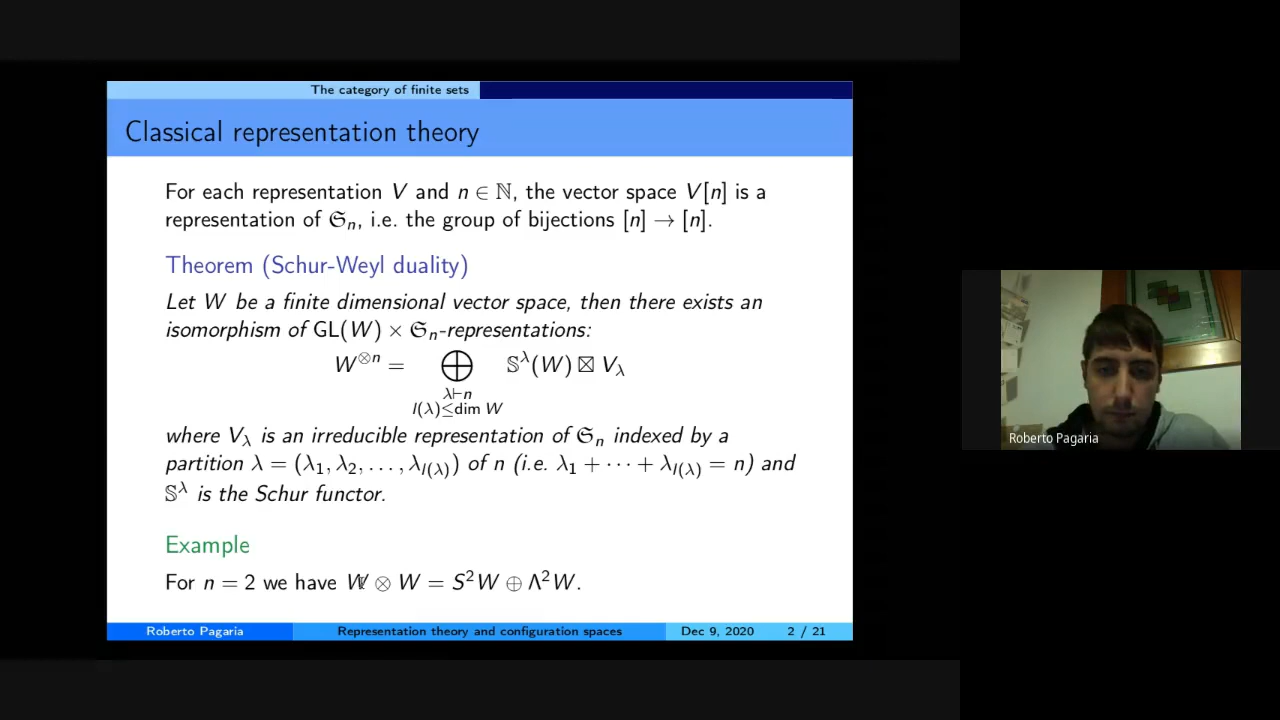 The category of finite sets
Classical representation theory
For each representation V and n ∈ ℕ, the vector space V[n] is a
representation of 𝔖ₙ, i.e. the group of bijections [n] → [n].
Theorem (Schur-Weyl duality)
Let W be a finite dimensional vector space, then there exists an
isomorphism of GL(W) × 𝔖ₙ-representations:
W^{⊗n} = ⨁_{λ⊢n, l(λ)≤dim W} 𝕊^λ(W) ⊠ V_λ
where V_λ is an irreducible representation of 𝔖ₙ indexed by a
partition λ = (λ₁, λ₂, . . . , λ_{l(λ)}) of n (i.e. λ₁ + · · · + λ_{l(λ)} = n) and
𝕊^λ is the Schur functor.
Example
For n = 2 we have W ⊗ W = S²W ⊕ Λ²W.
Roberto Pagaria Representation theory and configuration spaces Dec 9, 2020 2 / 21
Roberto Pagaria